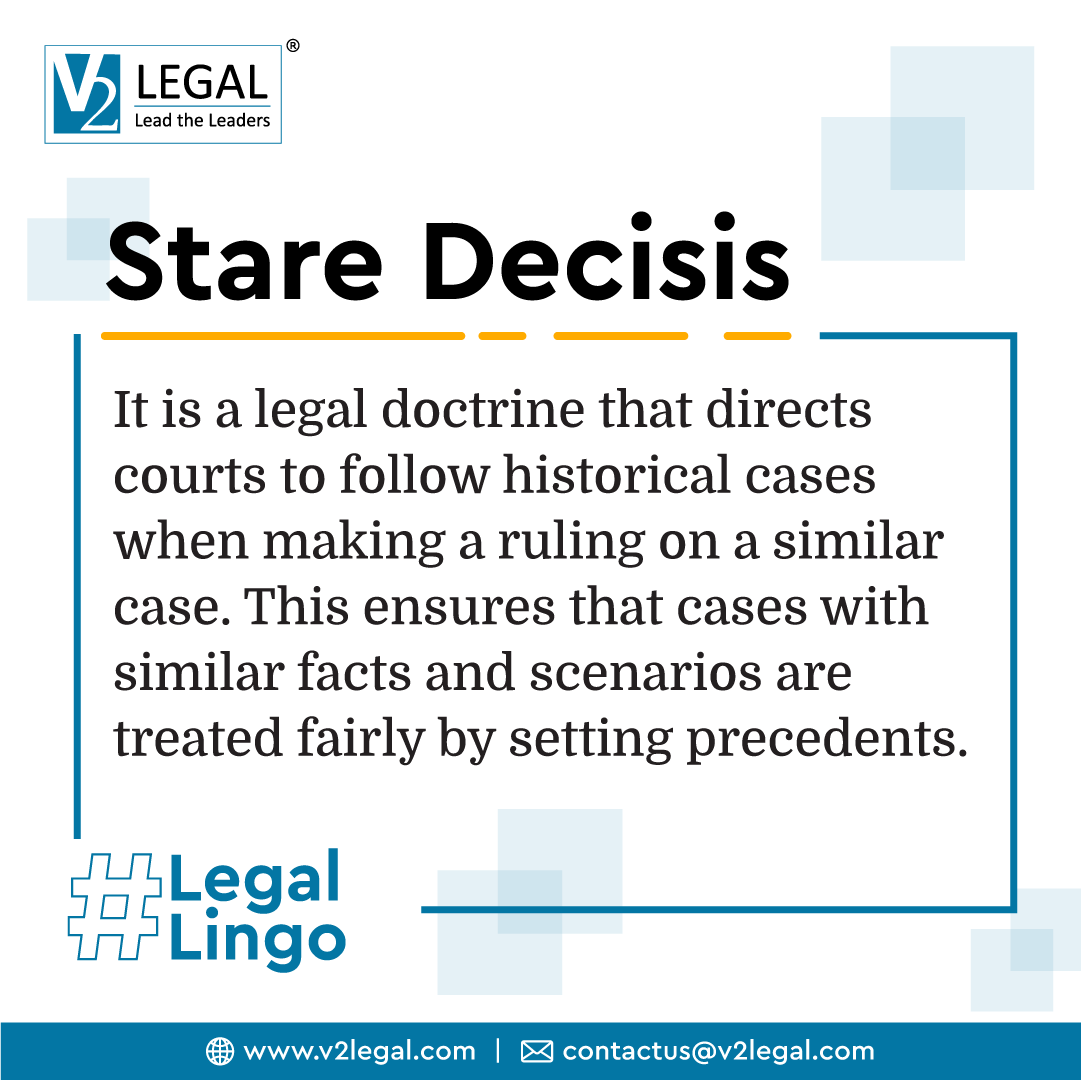 V2 LEGAL ®
Lead the Leaders
Stare Decisis
It is a legal doctrine that directs
courts to follow historical cases
when making a ruling on a similar
case. This ensures that cases with
similar facts and scenarios are
treated fairly by setting precedents.
#Legal
Lingo
www.v2legal.com | contactus@v2legal.com